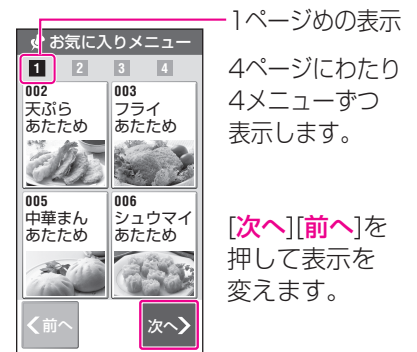 1ページめの表示
お気に入りメニュー
1 2 3 4
002
天ぷら
あたため
003
フライ
あたため
005
中華まん
あたため
006
シュウマイ
あたため
前へ
次へ
4ページにわたり
4メニューずつ
表示します。
[次へ][前へ]を
押して表示を
変えます。